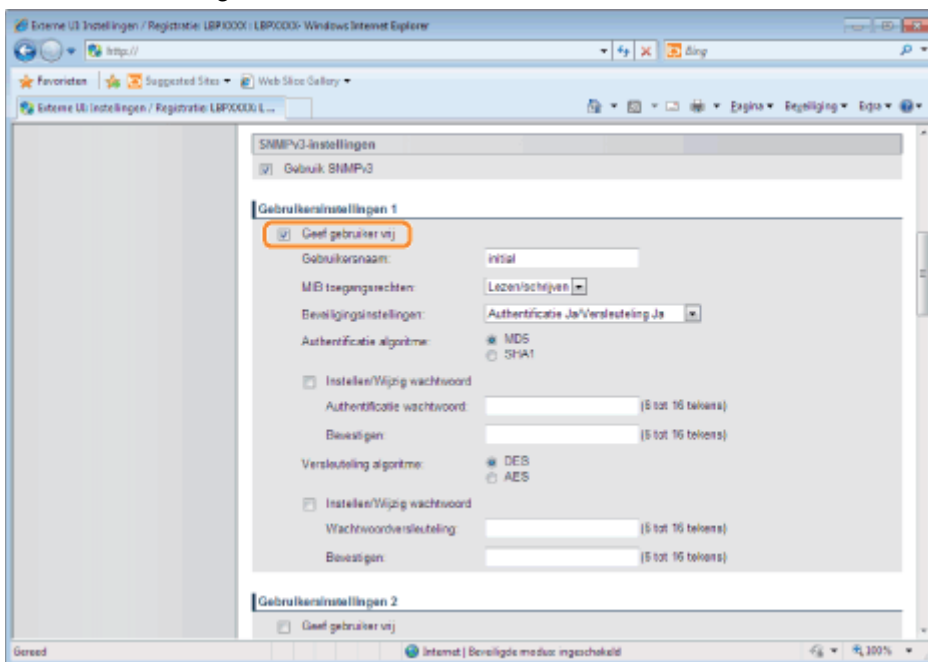 Externe UI: Instellingen / Registratie: LBPXXXX : LBPXXXX- Windows Internet Explorer
http://
Bing
Favorieten Suggested Sites Web Slice Gallery
Externe UI: Instellingen / Registratie: LBPXXXX: L ...
Pagina Beveiliging Extra
SNMPv3-instellingen
Gebruik SNMPv3
Gebruikersinstellingen 1
Geef gebruiker vrij
Gebruikersnaam: initial
MIB toegangsrechten: Lezen/schrijven
Beveiligingsinstellingen: Authentificatie Ja/Versleuteling Ja
Authentificatie algoritme: MD5
SHA1
Instellen/Wijzig wachtwoord
Authentificatie wachtwoord: (6 tot 16 tekens)
Bevestigen: (6 tot 16 tekens)
Versleuteling algoritme: DES
AES
Instellen/Wijzig wachtwoord
Wachtwoordversleuteling: (6 tot 16 tekens)
Bevestigen: (6 tot 16 tekens)
Gebruikersinstellingen 2
Geef gebruiker vrij
Gereed Internet | Beveiligde modus: ingeschakeld 100%